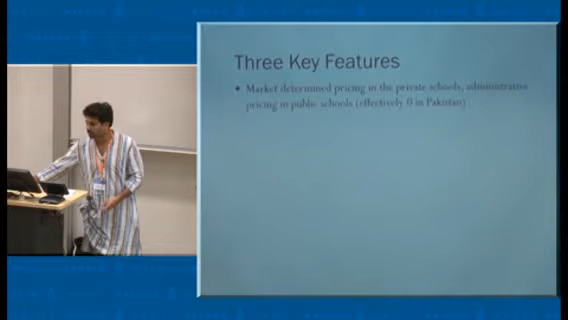 Three Key Features
Market determined pricing in the private schools, administrative
pricing in public schools (effectively 0 in Pakistan)